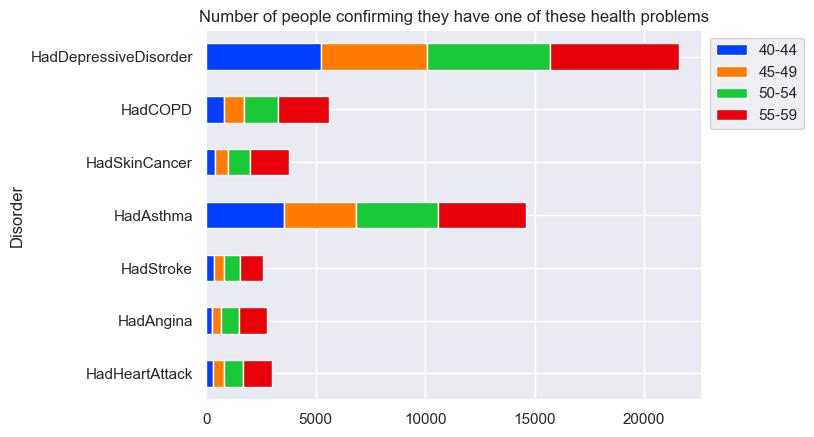 Number of people confirming they have one of these health problems
HadDepressiveDisorder
HadCOPD
HadSkinCancer
HadAsthma
HadStroke
HadAngina
HadHeartAttack
Disorder
0 5000 10000 15000 20000
40-44
45-49
50-54
55-59